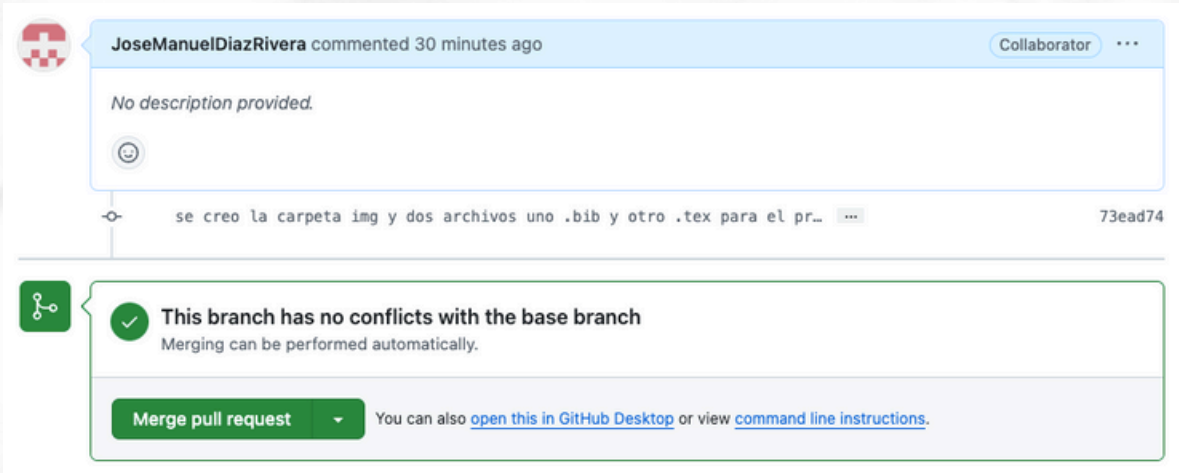 JoseManuelDiazRivera commented 30 minutes ago Collaborator ...
No description provided.
se creo la carpeta img y dos archivos uno .bib y otro .tex para el pr… ... 73ead74
This branch has no conflicts with the base branch
Merging can be performed automatically.
Merge pull request You can also open this in GitHub Desktop or view command line instructions.